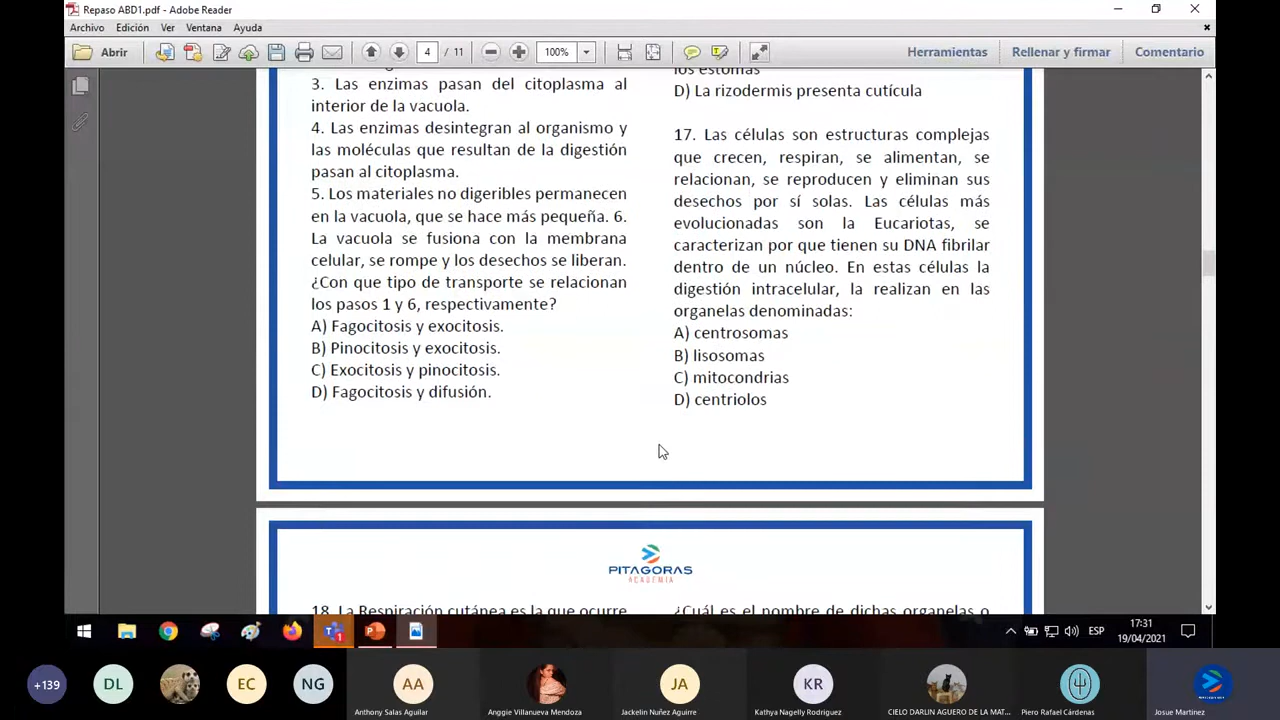 Repaso ABD1.pdf - Adobe Reader
Archivo Edición Ver Ventana Ayuda
Abrir
4 / 11
100%
Herramientas
Rellenar y firmar
Comentario
3. Las enzimas pasan del citoplasma al
interior de la vacuola.
4. Las enzimas desintegran al organismo y
las moléculas que resultan de la digestión
pasan al citoplasma.
5. Los materiales no digeribles permanecen
en la vacuola, que se hace más pequeña. 6.
La vacuola se fusiona con la membrana
celular, se rompe y los desechos se liberan.
¿Con que tipo de transporte se relacionan
los pasos 1 y 6, respectivamente?
A) Fagocitosis y exocitosis.
B) Pinocitosis y exocitosis.
C) Exocitosis y pinocitosis.
D) Fagocitosis y difusión.
los estomas
D) La rizodermis presenta cutícula
17. Las células son estructuras complejas
que crecen, respiran, se alimentan, se
relacionan, se reproducen y eliminan sus
desechos por sí solas. Las células más
evolucionadas son la Eucariotas, se
caracterizan por que tienen su DNA fibrilar
dentro de un núcleo. En estas células la
digestión intracelular, la realizan en las
organelas denominadas:
A) centrosomas
B) lisosomas
C) mitocondrias
D) centriolos
PITAGORAS
ACADEMIA
18. La Respiración cutánea es la que ocurre
¿Cuál es el nombre de dichas organelas o
1
ESP
17:31
19/04/2021
+139
DL
EC
NG
AA
JA
KR
Anthony Salas Aguilar
Anggie Villanueva Mendoza
Jackelin Nuñez Aguirre
Kathya Nagelly Rodriguez
CIELO DARLIN AGUERO DE LA MAT...
Piero Rafael Cárdenas
Josue Martinez